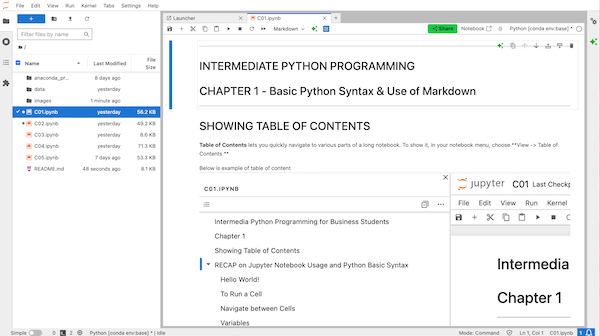 File Edit View Run Kernel Tabs Settings Help
Filter files by name
/
Name Last Modified File Size
anaconda_pr... 8 days ago
data yesterday
images 1 minute ago
C01.ipynb yesterday 56.2 KB
C02.ipynb yesterday 49.2 KB
C03.ipynb yesterday 8.6 KB
C04.ipynb yesterday 71.3 KB
C05.ipynb 7 days ago 53.3 KB
README.md 48 seconds ago 8.1 KB
Launcher
C01.ipynb
Markdown
Share
Notebook
Python [conda env:base] *
INTERMEDIATE PYTHON PROGRAMMING
CHAPTER 1 - Basic Python Syntax & Use of Markdown
SHOWING TABLE OF CONTENTS
Table of Contents lets you quickly navigate to various parts of a long notebook. To show it, in your notebook menu, choose **View -> Table
of Contents **
Below is example of table of content
C01.IPYNB
Intermedia Python Programming for Business Students
Chapter 1
Showing Table of Contents
RECAP on Jupyter Notebook Usage and Python Basic Syntax
Hello World!
To Run a Cell
Navigate between Cells
Variables
jupyter C01 Last Checkp
File Edit View Run Kernel
Intermedia
Chapter 1
Simple 0 2 Python [conda env:base] * | Idle
Mode: Command Ln 1, Col 1 C01.ipynb 1